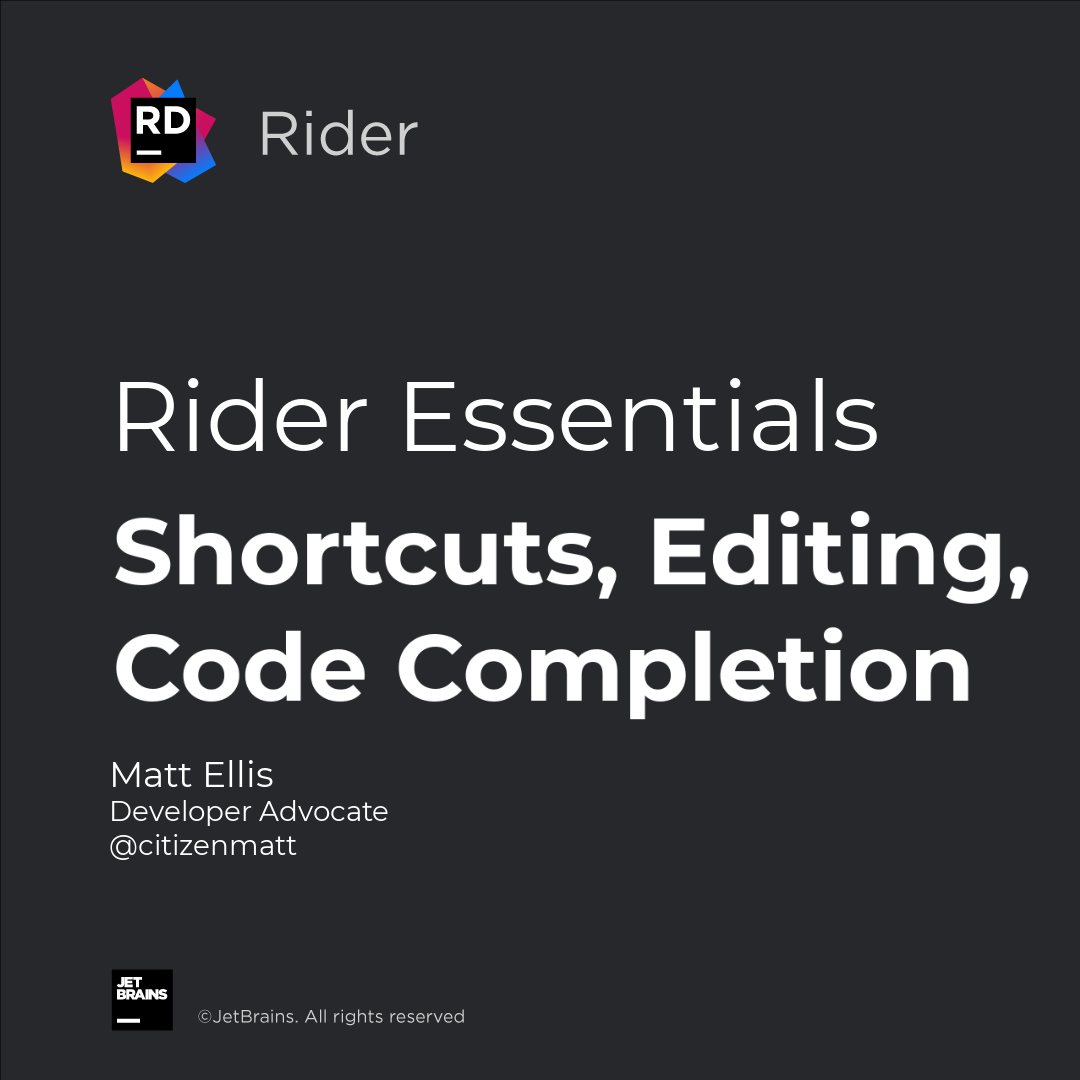 RD
Rider
Rider Essentials
Shortcuts, Editing,
Code Completion
Matt Ellis
Developer Advocate
@citizenmatt
JET
BRAINS
©JetBrains. All rights reserved